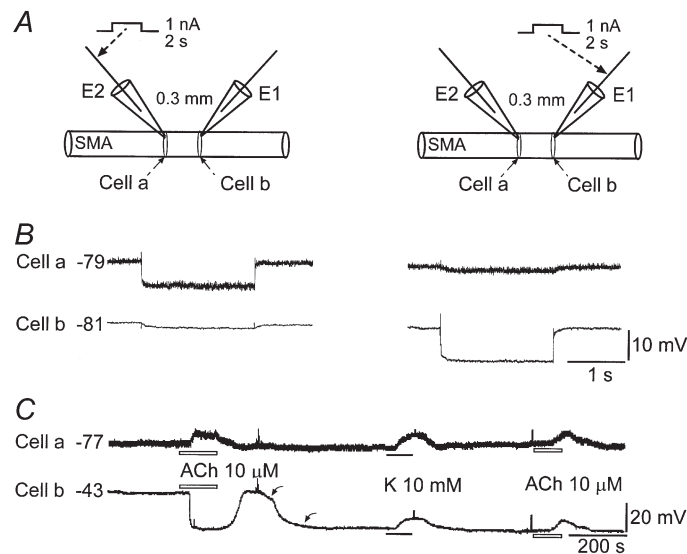 A
1 nA
2 s
E2
0.3 mm
E1
SMA
Cell a
Cell b
1 nA
2 s
E2
0.3 mm
E1
SMA
Cell a
Cell b
B
Cell a -79
Cell b -81
10 mV
1 s
C
Cell a -77
ACh 10 µM
K 10 mM
ACh 10 µM
Cell b -43
20 mV
200 s